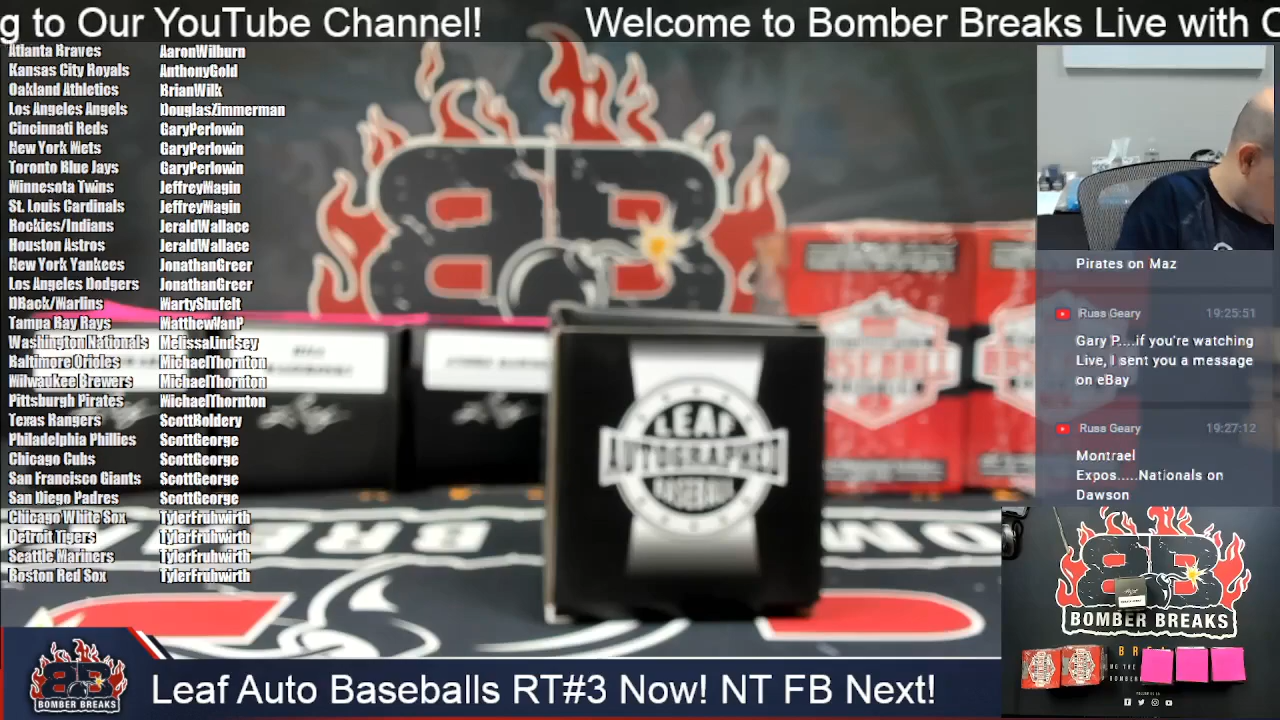 g to Our YouTube Channel! Welcome to Bomber Breaks Live with C
Atlanta Braves AaronWilburn
Kansas City Royals AnthonyGold
Oakland Athletics BrianWilk
Los Angeles Angels DouglasZimmerman
Cincinnati Reds GaryPerlowin
New York Mets GaryPerlowin
Toronto Blue Jays GaryPerlowin
Minnesota Twins JeffreyWagin
St. Louis Cardinals JeffreyWagin
Rockies/Indians JeraldWallace
Houston Astros JeraldWallace
New York Yankees JonathanGreer
Los Angeles Dodgers JonathanGreer
DBack/Marlins MartyShufelt
Tampa Bay Rays MatthewVanP
Washington Nationals MelissaLindsey
Baltimore Orioles MichaelThornton
Milwaukee Brewers MichaelThornton
Pittsburgh Pirates MichaelThornton
Texas Rangers ScottBoldery
Philadelphia Phillies ScottGeorge
Chicago Cubs ScottGeorge
San Francisco Giants ScottGeorge
San Diego Padres ScottGeorge
Chicago White Sox TylerFruhwirth
Detroit Tigers TylerFruhwirth
Seattle Mariners TylerFruhwirth
Boston Red Sox TylerFruhwirth
LEAF
AUTOGRAPHED
BASEBALL
BASEBALL
Pirates on Maz
Russ Geary 19:25:51
Gary P....if you're watching
Live, I sent you a message
on eBay
Russ Geary 19:27:12
Montrael
Expos.....Nationals on
Dawson
BOMBER BREAKS
BOMBER BREAKS
Leaf Auto Baseballs RT#3 Now! NT FB Next!